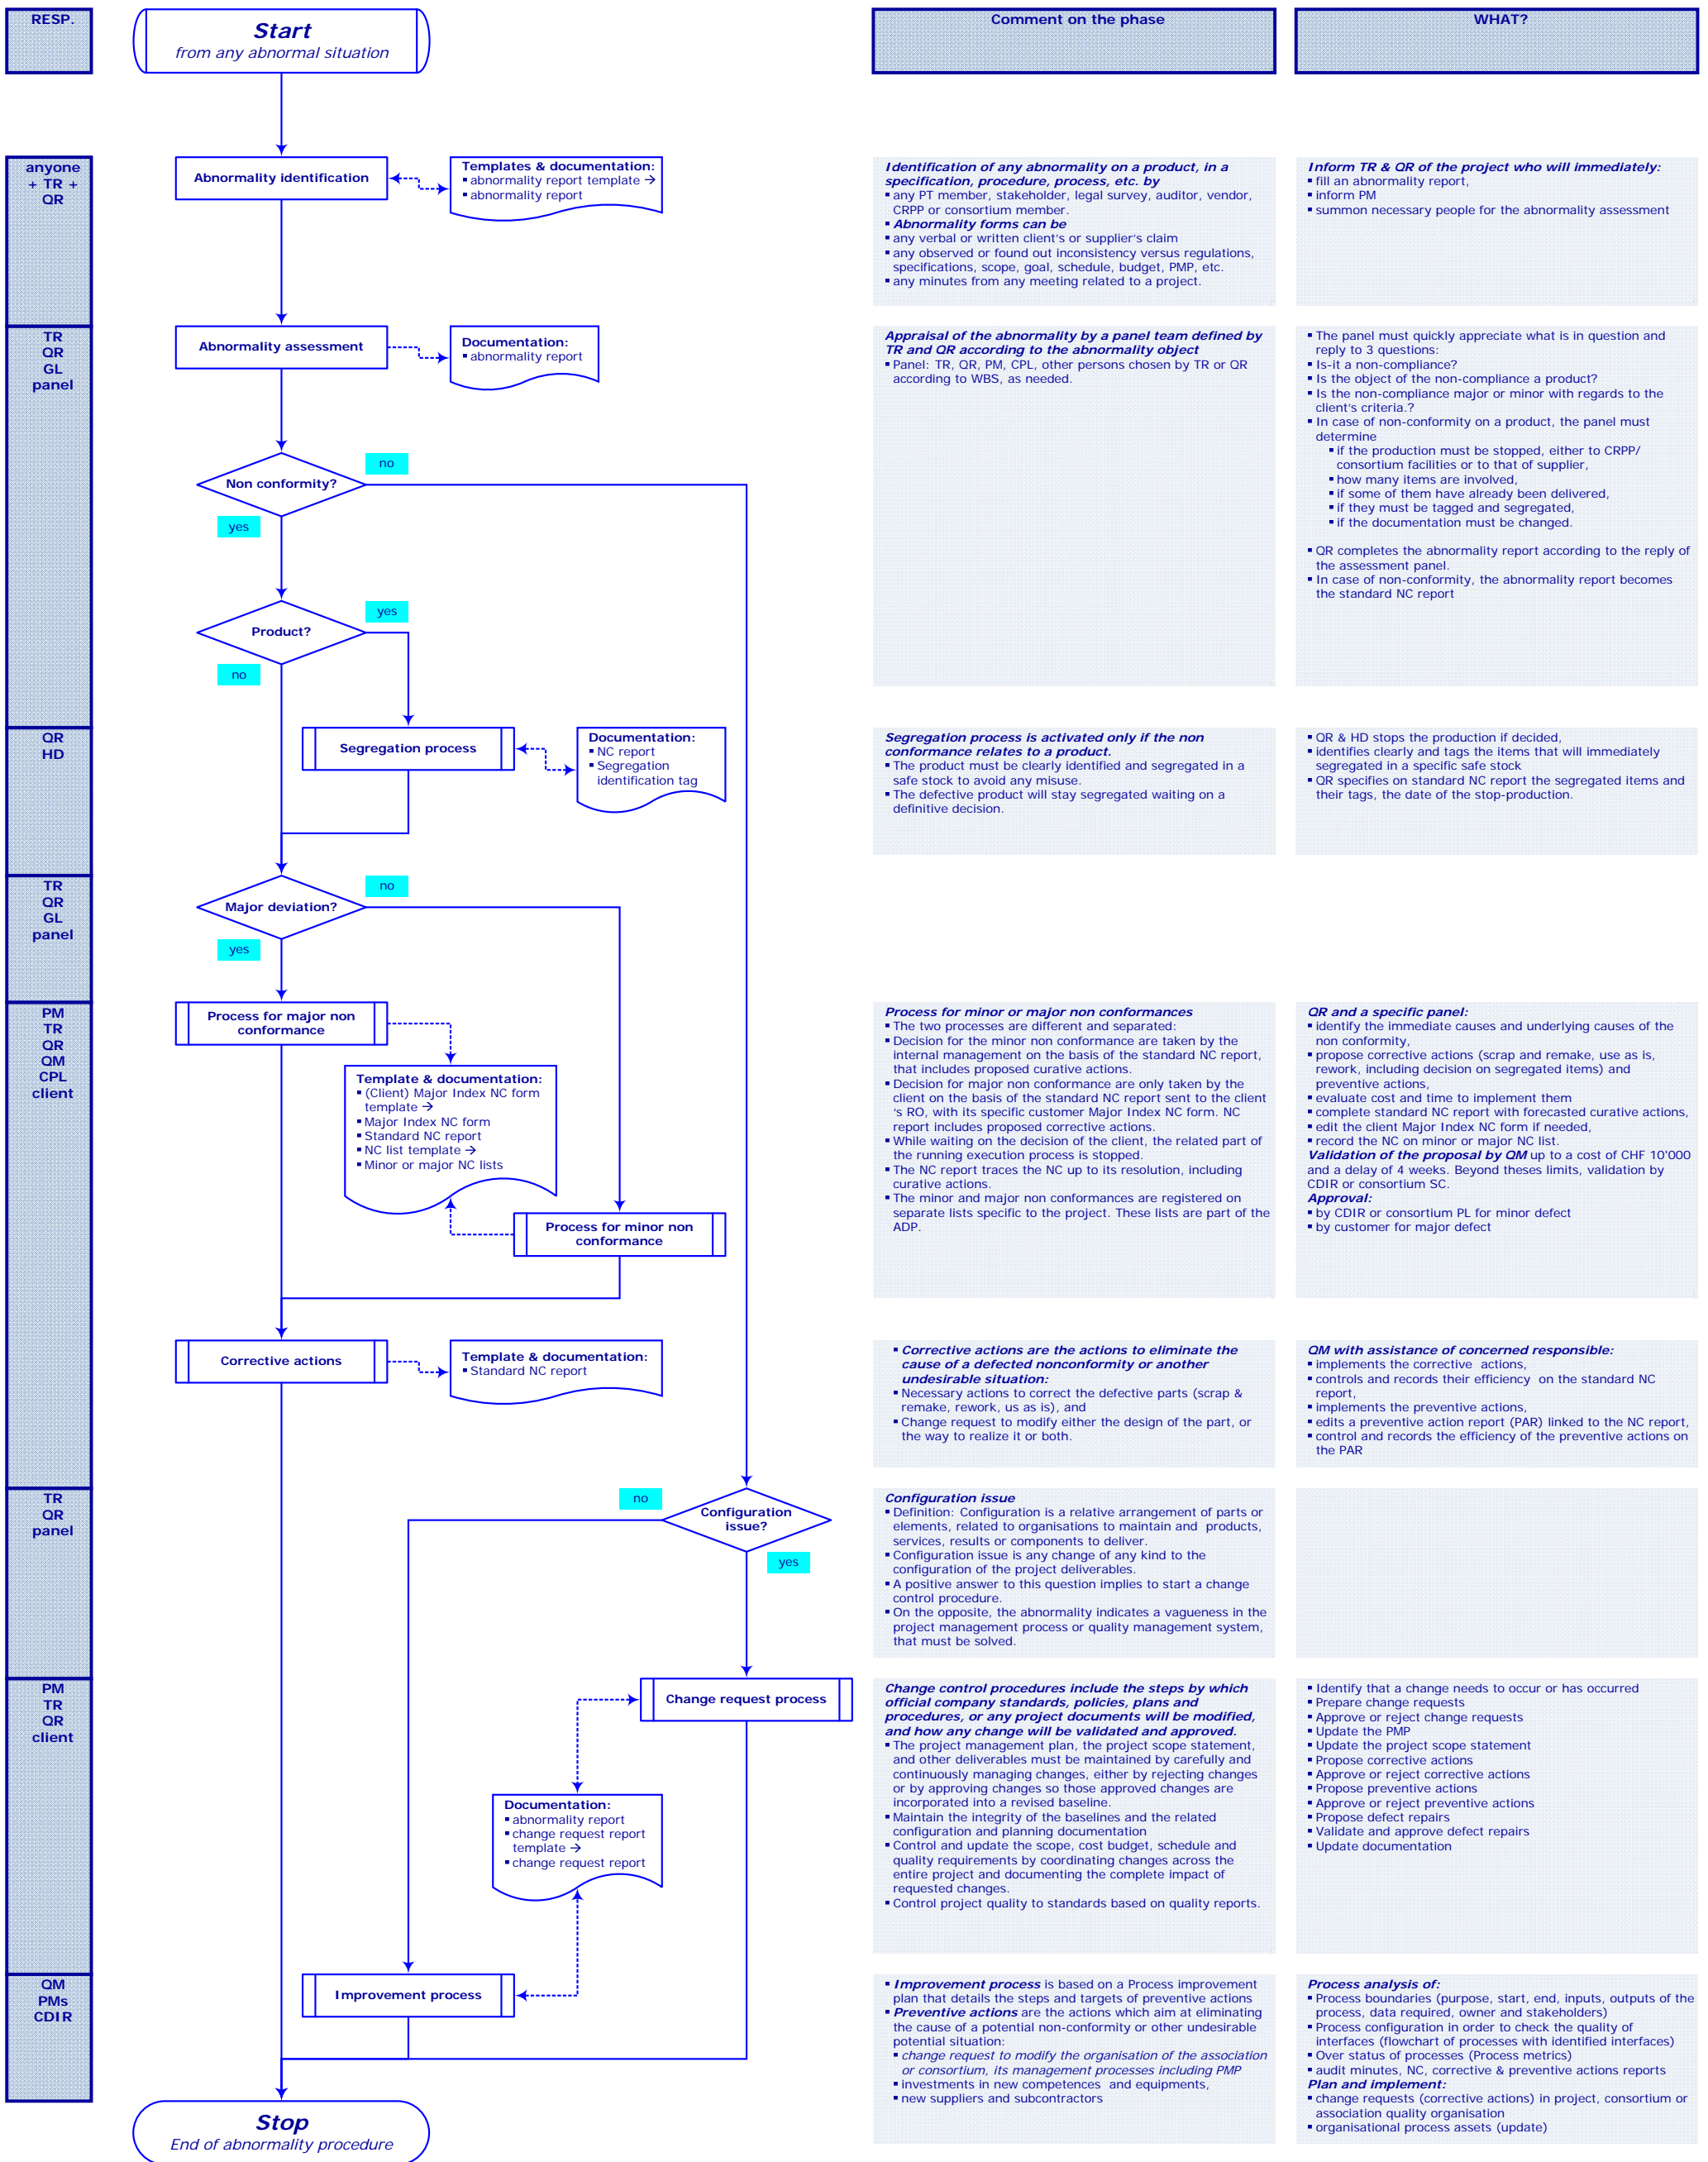 RESP.
Start
from any abnormal situation
Comment on the phase
WHAT?
anyone
+ TR +
QR
Abnormality identification
Templates & documentation:
▪ abnormality report template →
▪ abnormality report
Identification of any abnormality on a product, in a
specification, procedure, process, etc. by
▪ any PT member, stakeholder, legal survey, auditor, vendor,
CRPP or consortium member.
▪ Abnormality forms can be
▪ any verbal or written client's or supplier's claim
▪ any observed or found out inconsistency versus regulations,
specifications, scope, goal, schedule, budget, PMP, etc.
▪ any minutes from any meeting related to a project.
Inform TR & QR of the project who will immediately:
▪ fill an abnormality report,
▪ inform PM
▪ summon necessary people for the abnormality assessment
TR
QR
GL
panel
Abnormality assessment
Documentation:
▪ abnormality report
Appraisal of the abnormality by a panel team defined by
TR and QR according to the abnormality object
▪ Panel: TR, QR, PM, CPL, other persons chosen by TR or QR
according to WBS, as needed.
▪ The panel must quickly appreciate what is in question and
reply to 3 questions:
▪ Is-it a non-compliance?
▪ Is the object of the non-compliance a product?
▪ Is the non-compliance major or minor with regards to the
client's criteria.?
▪ In case of non-conformity on a product, the panel must
determine
▪ if the production must be stopped, either to CRPP/
consortium facilities or to that of supplier,
▪ how many items are involved,
▪ if some of them have already been delivered,
▪ if they must be tagged and segregated,
▪ if the documentation must be changed.
▪ QR completes the abnormality report according to the reply of
the assessment panel.
▪ In case of non-conformity, the abnormality report becomes
the standard NC report
no
Non conformity?
yes
yes
Product?
no
QR
HD
Segregation process
Documentation:
▪ NC report
▪ Segregation
identification tag
Segregation process is activated only if the non
conformance relates to a product.
▪ The product must be clearly identified and segregated in a
safe stock to avoid any misuse.
▪ The defective product will stay segregated waiting on a
definitive decision.
▪ QR & HD stops the production if decided,
▪ identifies clearly and tags the items that will immediately
segregated in a specific safe stock
▪ QR specifies on standard NC report the segregated items and
their tags, the date of the stop-production.
TR
QR
GL
panel
no
Major deviation?
yes
PM
TR
QR
QM
CPL
client
Process for major non
conformance
Template & documentation:
▪ (Client) Major Index NC form
template →
▪ Major Index NC form
▪ Standard NC report
▪ NC list template →
▪ Minor or major NC lists
Process for minor non
conformance
Process for minor or major non conformances
▪ The two processes are different and separated:
▪ Decision for the minor non conformance are taken by the
internal management on the basis of the standard NC report,
that includes proposed curative actions.
▪ Decision for major non conformance are only taken by the
client on the basis of the standard NC report sent to the client
's RO, with its specific customer Major Index NC form. NC
report includes proposed corrective actions.
▪ While waiting on the decision of the client, the related part of
the running execution process is stopped.
▪ The NC report traces the NC up to its resolution, including
curative actions.
▪ The minor and major non conformances are registered on
separate lists specific to the project. These lists are part of the
ADP.
QR and a specific panel:
▪ identify the immediate causes and underlying causes of the
non conformity,
▪ propose corrective actions (scrap and remake, use as is,
rework, including decision on segregated items) and
preventive actions,
▪ evaluate cost and time to implement them
▪ complete standard NC report with forecasted curative actions,
▪ edit the client Major Index NC form if needed,
▪ record the NC on minor or major NC list.
Validation of the proposal by QM up to a cost of CHF 10'000
and a delay of 4 weeks. Beyond theses limits, validation by
CDIR or consortium SC.
Approval:
▪ by CDIR or consortium PL for minor defect
▪ by customer for major defect
Corrective actions
Template & documentation:
▪ Standard NC report
▪ Corrective actions are the actions to eliminate the
cause of a defected nonconformity or another
undesirable situation:
▪ Necessary actions to correct the defective parts (scrap &
remake, rework, us as is), and
▪ Change request to modify either the design of the part, or
the way to realize it or both.
QM with assistance of concerned responsible:
▪ implements the corrective actions,
▪ controls and records their efficiency on the standard NC
report,
▪ implements the preventive actions,
▪ edits a preventive action report (PAR) linked to the NC report,
▪ control and records the efficiency of the preventive actions on
the PAR
TR
QR
panel
no
Configuration
issue?
yes
Configuration issue
▪ Definition: Configuration is a relative arrangement of parts or
elements, related to organisations to maintain and products,
services, results or components to deliver.
▪ Configuration issue is any change of any kind to the
configuration of the project deliverables.
▪ A positive answer to this question implies to start a change
control procedure.
▪ On the opposite, the abnormality indicates a vagueness in the
project management process or quality management system,
that must be solved.
PM
TR
QR
client
Change request process
Documentation:
▪ abnormality report
▪ change request report
template →
▪ change request report
Change control procedures include the steps by which
official company standards, policies, plans and
procedures, or any project documents will be modified,
and how any change will be validated and approved.
▪ The project management plan, the project scope statement,
and other deliverables must be maintained by carefully and
continuously managing changes, either by rejecting changes
or by approving changes so those approved changes are
incorporated into a revised baseline.
▪ Maintain the integrity of the baselines and the related
configuration and planning documentation
▪ Control and update the scope, cost budget, schedule and
quality requirements by coordinating changes across the
entire project and documenting the complete impact of
requested changes.
▪ Control project quality to standards based on quality reports.
▪ Identify that a change needs to occur or has occurred
▪ Prepare change requests
▪ Approve or reject change requests
▪ Update the PMP
▪ Update the project scope statement
▪ Propose corrective actions
▪ Approve or reject corrective actions
▪ Propose preventive actions
▪ Approve or reject preventive actions
▪ Propose defect repairs
▪ Validate and approve defect repairs
▪ Update documentation
QM
PMs
CDIR
Improvement process
▪ Improvement process is based on a Process improvement
plan that details the steps and targets of preventive actions
▪ Preventive actions are the actions which aim at eliminating
the cause of a potential non-conformity or other undesirable
potential situation:
▪ change request to modify the organisation of the association
or consortium, its management processes including PMP
▪ investments in new competences and equipments,
▪ new suppliers and subcontractors
Process analysis of:
▪ Process boundaries (purpose, start, end, inputs, outputs of the
process, data required, owner and stakeholders)
▪ Process configuration in order to check the quality of
interfaces (flowchart of processes with identified interfaces)
▪ Over status of processes (Process metrics)
▪ audit minutes, NC, corrective & preventive actions reports
Plan and implement:
▪ change requests (corrective actions) in project, consortium or
association quality organisation
▪ organisational process assets (update)
Stop
End of abnormality procedure